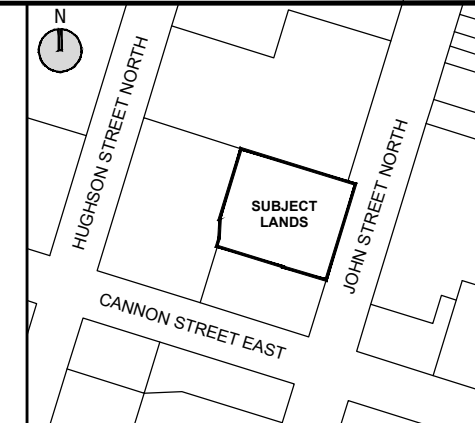 N
HUGHSON STREET NORTH
SUBJECT
LANDS
JOHN STREET NORTH
CANNON STREET EAST